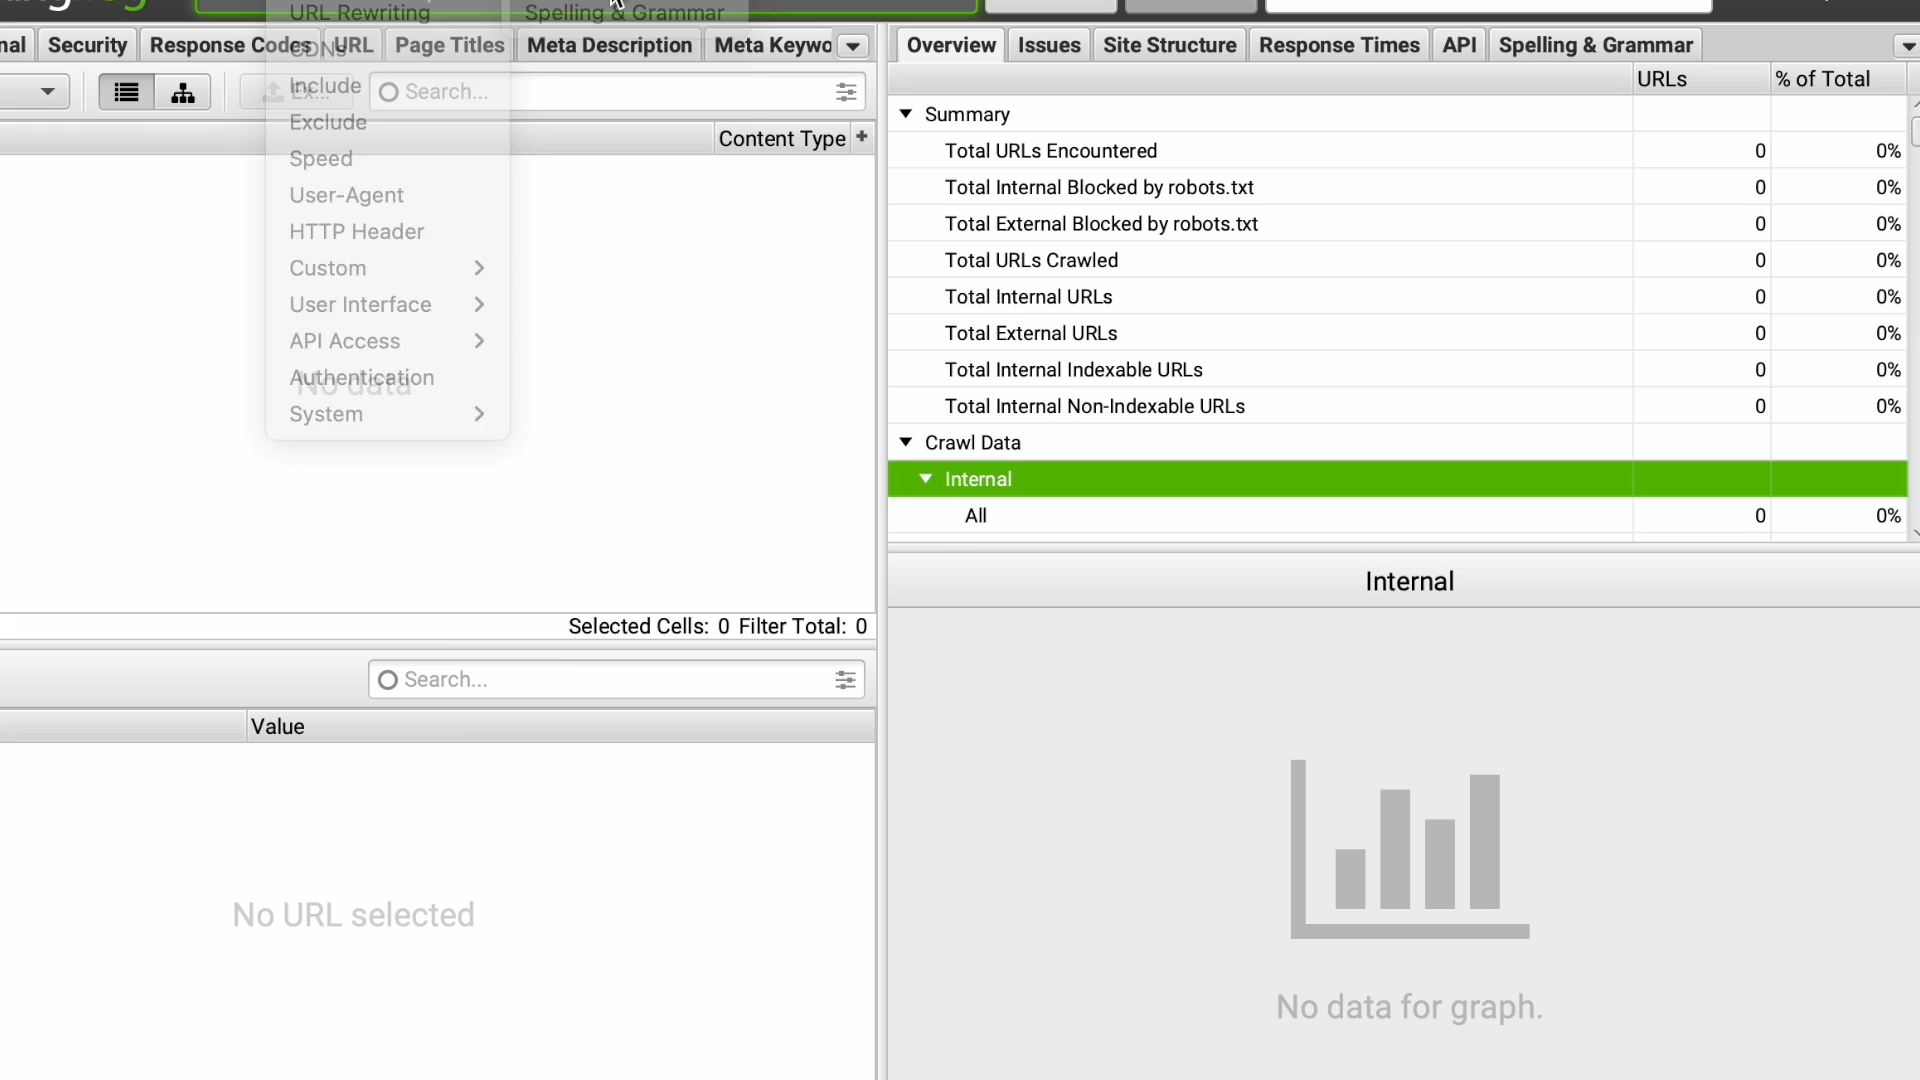 URL Rewriting
Spelling & Grammar
nal
Security
Response Codes
URL
Page Titles
Meta Description
Meta Keywo
CDNs
Include
Ex...
Search...
Exclude
Content Type +
Speed
User-Agent
HTTP Header
Custom
User Interface
API Access
Authentication
No data
System
Selected Cells: 0 Filter Total: 0
Search...
Value
No URL selected
Overview
Issues
Site Structure
Response Times
API
Spelling & Grammar
URLs % of Total
Summary
Total URLs Encountered 0 0%
Total Internal Blocked by robots.txt 0 0%
Total External Blocked by robots.txt 0 0%
Total URLs Crawled 0 0%
Total Internal URLs 0 0%
Total External URLs 0 0%
Total Internal Indexable URLs 0 0%
Total Internal Non-Indexable URLs 0 0%
Crawl Data
Internal
All 0 0%
Internal
No data for graph.